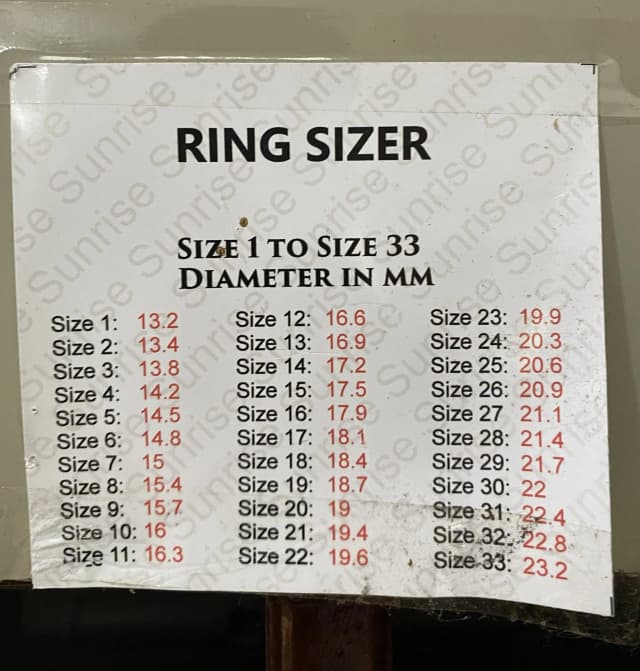 RING SIZER
SIZE 1 TO SIZE 33
DIAMETER IN MM
Size 1: 13.2
Size 2: 13.4
Size 3: 13.8
Size 4: 14.2
Size 5: 14.5
Size 6: 14.8
Size 7: 15
Size 8: 15.4
Size 9: 15.7
Size 10: 16
Size 11: 16.3
Size 12: 16.6
Size 13: 16.9
Size 14: 17.2
Size 15: 17.5
Size 16: 17.9
Size 17: 18.1
Size 18: 18.4
Size 19: 18.7
Size 20: 19
Size 21: 19.4
Size 22: 19.6
Size 23: 19.9
Size 24: 20.3
Size 25: 20.6
Size 26: 20.9
Size 27 21.1
Size 28: 21.4
Size 29: 21.7
Size 30: 22
Size 31: 22.4
Size 32: 22.8
Size 33: 23.2
Sunrise